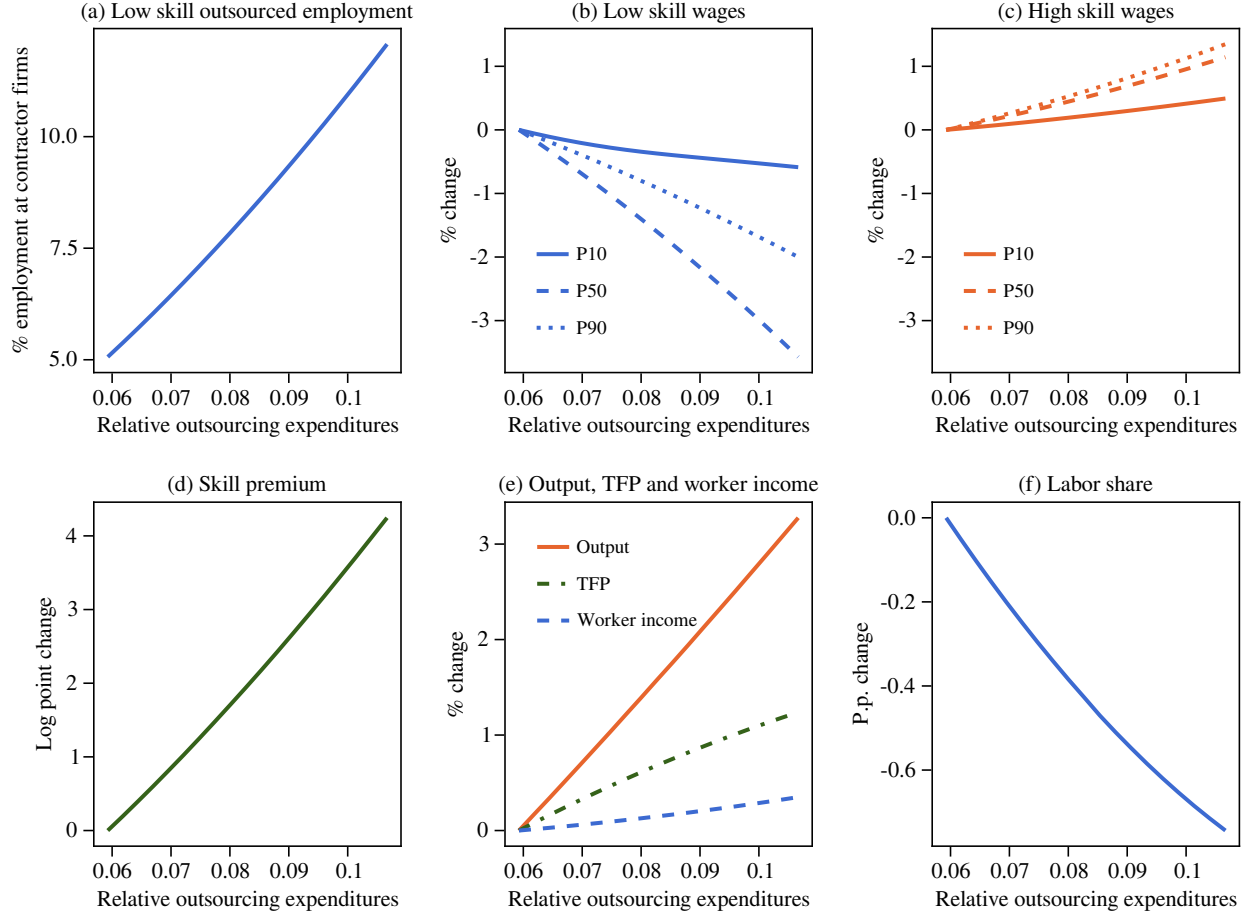 (a) Low skill outsourced employment
% employment at contractor firms
10.0
7.5
5.0
0.06 0.07 0.08 0.09 0.1
Relative outsourcing expenditures
(b) Low skill wages
% change
1
0
-1
-2
-3
P10
P50
P90
0.06 0.07 0.08 0.09 0.1
Relative outsourcing expenditures
(c) High skill wages
% change
1
0
-1
-2
-3
P10
P50
P90
0.06 0.07 0.08 0.09 0.1
Relative outsourcing expenditures
(d) Skill premium
Log point change
4
3
2
1
0
0.06 0.07 0.08 0.09 0.1
Relative outsourcing expenditures
(e) Output, TFP and worker income
% change
3
2
1
0
Output
TFP
Worker income
0.06 0.07 0.08 0.09 0.1
Relative outsourcing expenditures
(f) Labor share
P.p. change
0.0
-0.2
-0.4
-0.6
0.06 0.07 0.08 0.09 0.1
Relative outsourcing expenditures